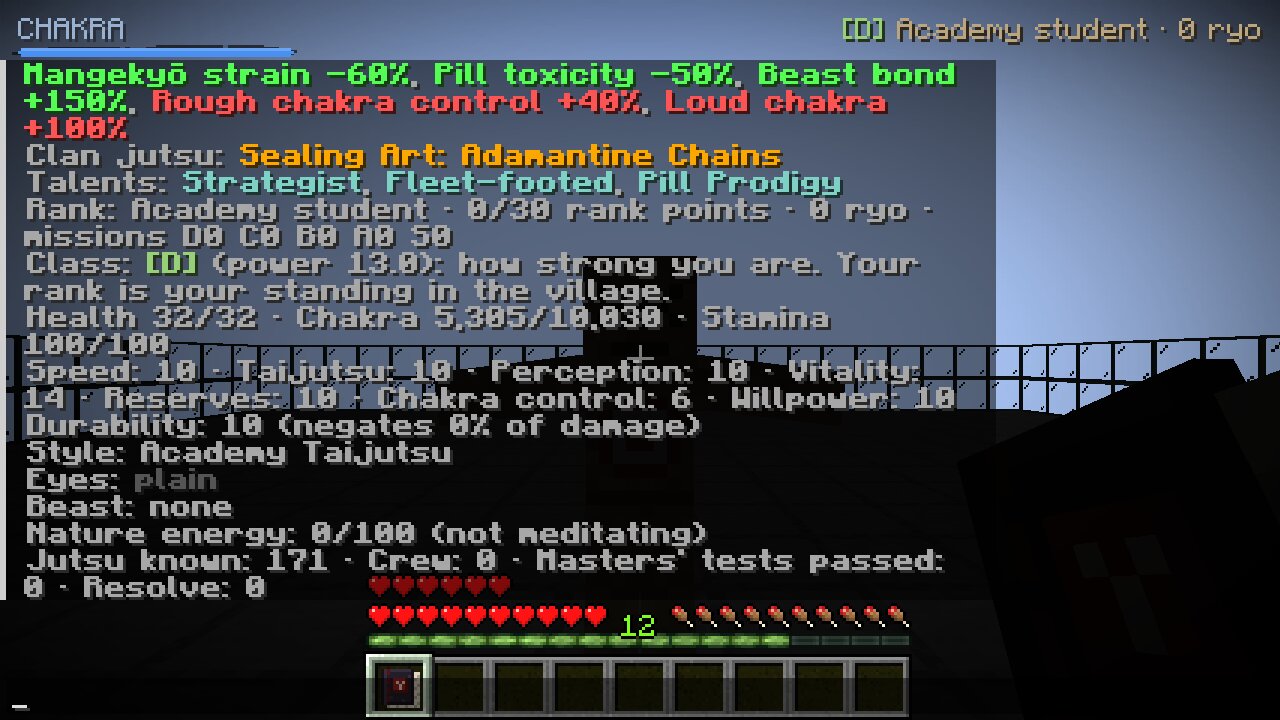 CHAKRA
[D] Academy student · 0 ryo
Mangekyō strain -60%, Pill toxicity -50%, Beast bond
+150%, Rough chakra control +40%, Loud chakra
+100%
Clan jutsu: Sealing Art: Adamantine Chains
Talents: Strategist, Fleet-footed, Pill Prodigy
Rank: Academy student · 0/30 rank points · 0 ryo ·
missions D0 C0 B0 A0 S0
Class: [D] (power 13.0): how strong you are. Your
rank is your standing in the village.
Health 32/32 · Chakra 5,305/10,030 · Stamina
100/100
Speed: 10 · Taijutsu: 10 · Perception: 10 · Vitality:
14 · Reserves: 10 · Chakra control: 6 · Willpower: 10
Durability: 10 (negates 0% of damage)
Style: Academy Taijutsu
Eyes: plain
Beast: none
Nature energy: 0/100 (not meditating)
Jutsu known: 171 · Crew: 0 · Masters' tests passed:
0 · Resolve: 0
12